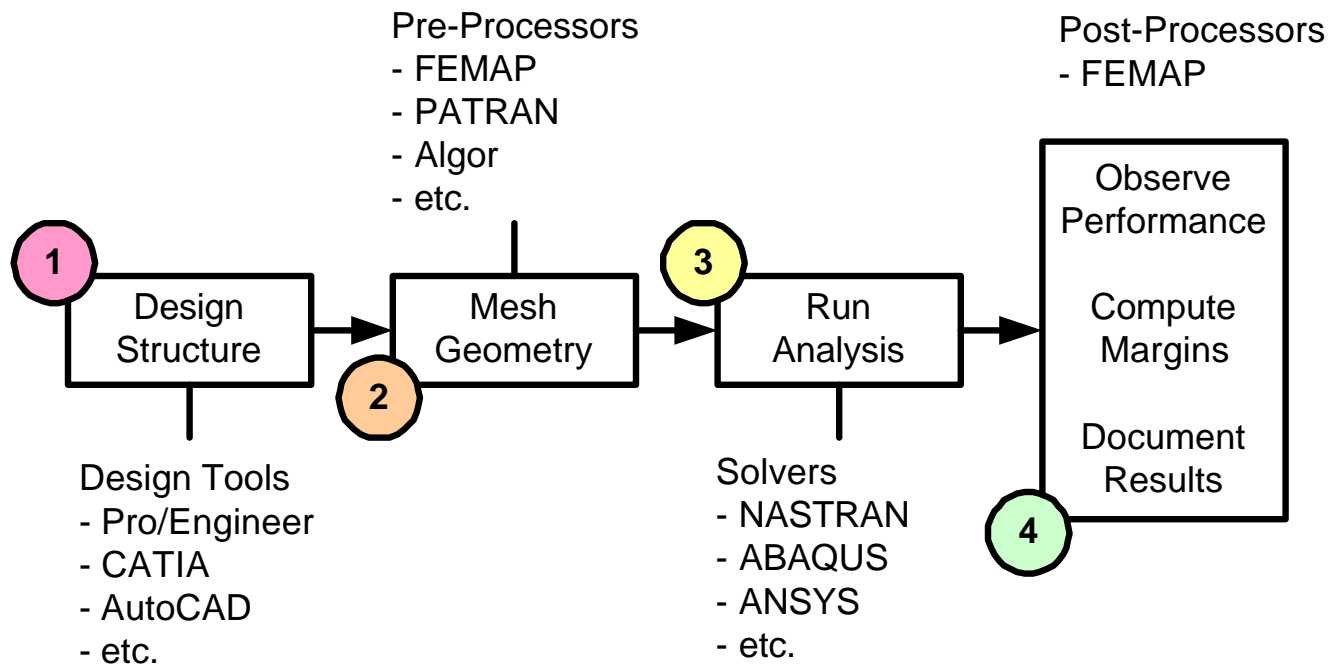 Pre-Processors
- FEMAP
- PATRAN
- Algor
- etc.
Post-Processors
- FEMAP
1
Design
Structure
2
Mesh
Geometry
3
Run
Analysis
Observe
Performance
Compute
Margins
Document
Results
4
Design Tools
- Pro/Engineer
- CATIA
- AutoCAD
- etc.
Solvers
- NASTRAN
- ABAQUS
- ANSYS
- etc.